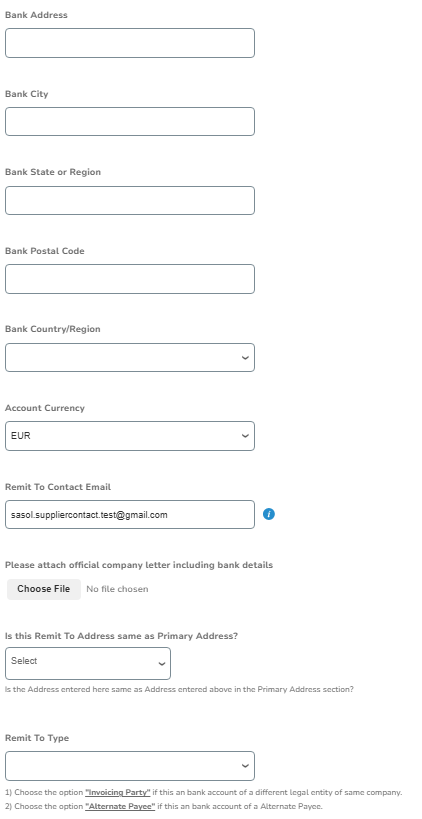 Bank Address
Bank City
Bank State or Region
Bank Postal Code
Bank Country/Region
Account Currency
EUR
Remit To Contact Email
sasol.suppliercontact.test@gmail.com
i
Please attach official company letter including bank details
Choose File No file chosen
Is this Remit To Address same as Primary Address?
Select
Is the Address entered here same as Address entered above in the Primary Address section?
Remit To Type
1) Choose the option "Invoicing Party" if this an bank account of a different legal entity of same company.
2) Choose the option "Alternate Payee" if this an bank account of a Alternate Payee.